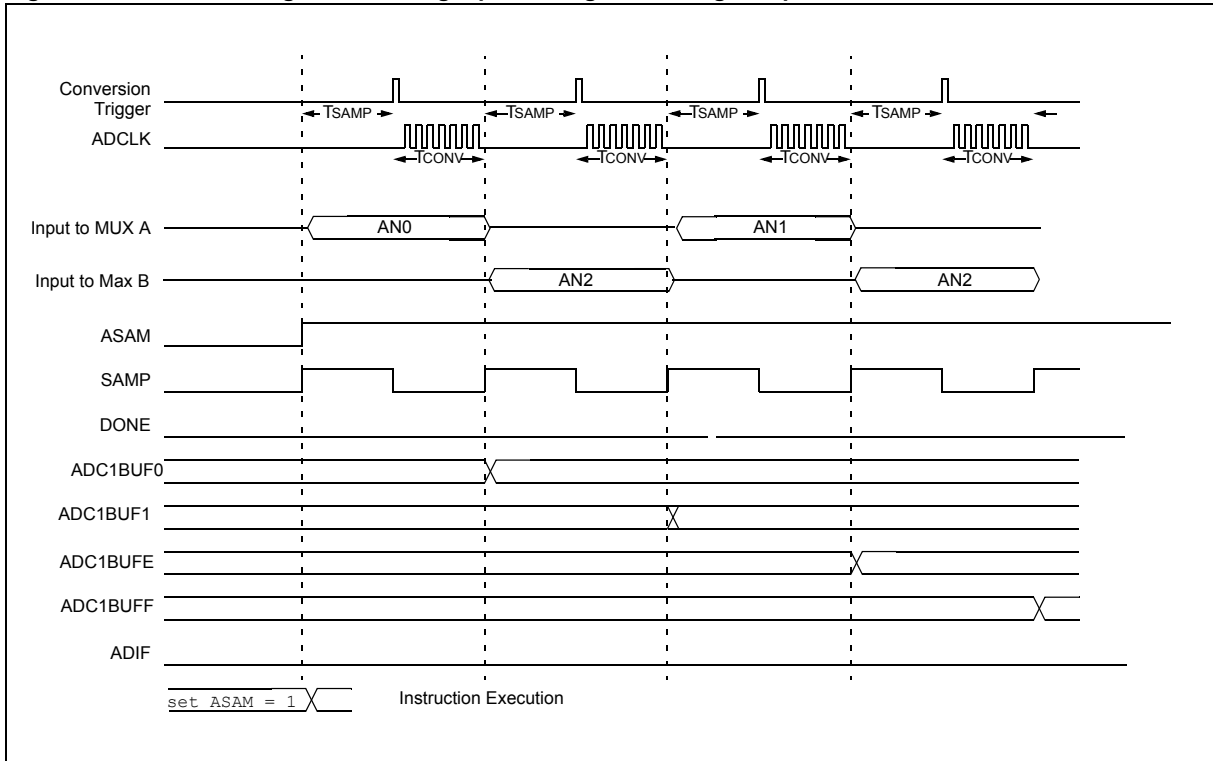 Conversion
Trigger
TSAMP TSAMP TSAMP TSAMP
ADCLK
TCONV TCONV TCONV TCONV
Input to MUX A
AN0 AN1
Input to Max B
AN2 AN2
ASAM
SAMP
DONE
ADC1BUF0
ADC1BUF1
ADC1BUFE
ADC1BUFF
ADIF
set ASAM = 1 Instruction Execution